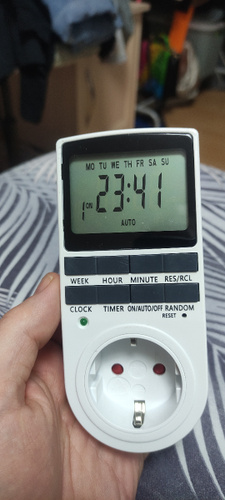 MO TU WE TH FR SA SU
1 ON 23:41
AUTO
WEEK HOUR MINUTE RES/RCL
CLOCK TIMER ON/AUTO/OFF RANDOM
RESET